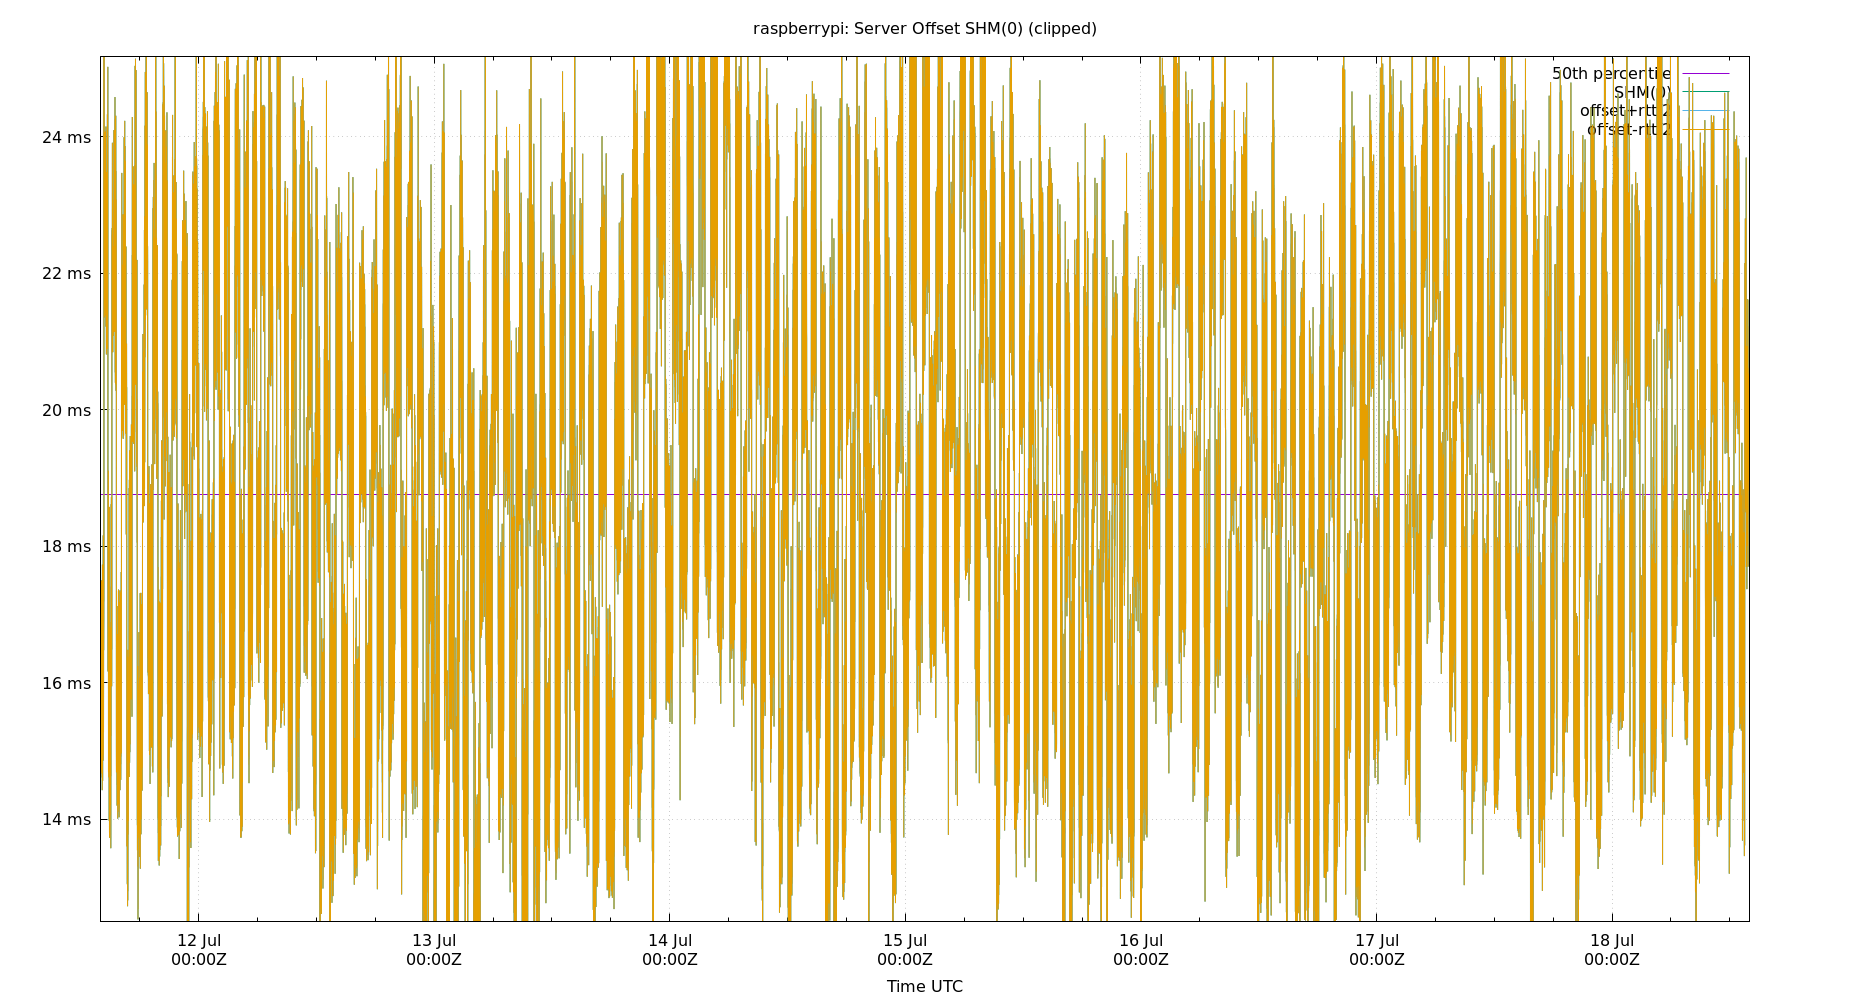 raspberrypi: Server Offset SHM(0) (clipped)
50th percentile
SHM(0)
offset+rtt/2
offset-rtt/2
24 ms
22 ms
20 ms
18 ms
16 ms
14 ms
12 Jul
00:00Z
13 Jul
00:00Z
14 Jul
00:00Z
15 Jul
00:00Z
16 Jul
00:00Z
17 Jul
00:00Z
18 Jul
00:00Z
Time UTC